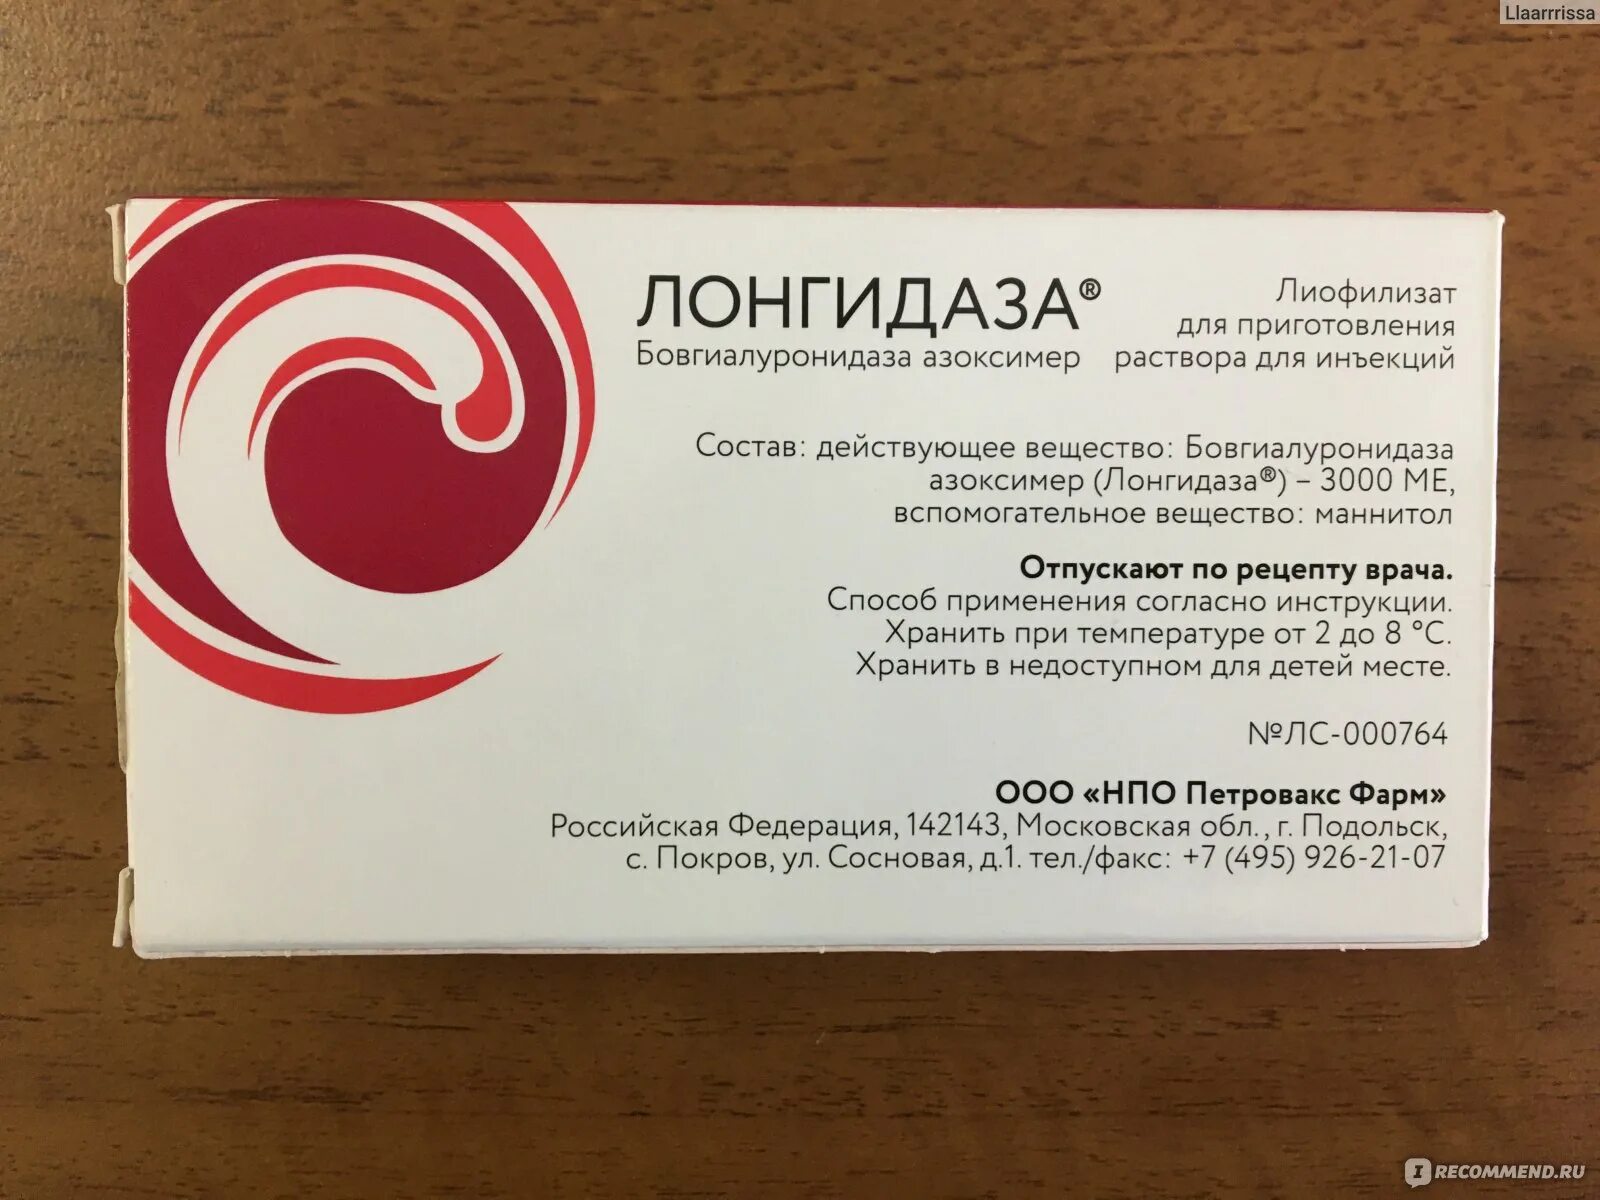 Llaarrrissa
ЛОНГИДАЗА®
Бовгиалуронидаза азоксимер
Лиофилизат
для приготовления
раствора для инъекций
Состав: действующее вещество: Бовгиалуронидаза
азоксимер (Лонгидаза®) – 3000 МЕ,
вспомогательное вещество: маннитол
Отпускают по рецепту врача.
Способ применения согласно инструкции.
Хранить при температуре от 2 до 8 °С.
Хранить в недоступном для детей месте.
№ЛС-000764
ООО «НПО Петровакс Фарм»
Российская Федерация, 142143, Московская обл., г. Подольск,
с. Покров, ул. Сосновая, д.1. тел./факс: +7 (495) 926-21-07
IRECOMMEND.RU